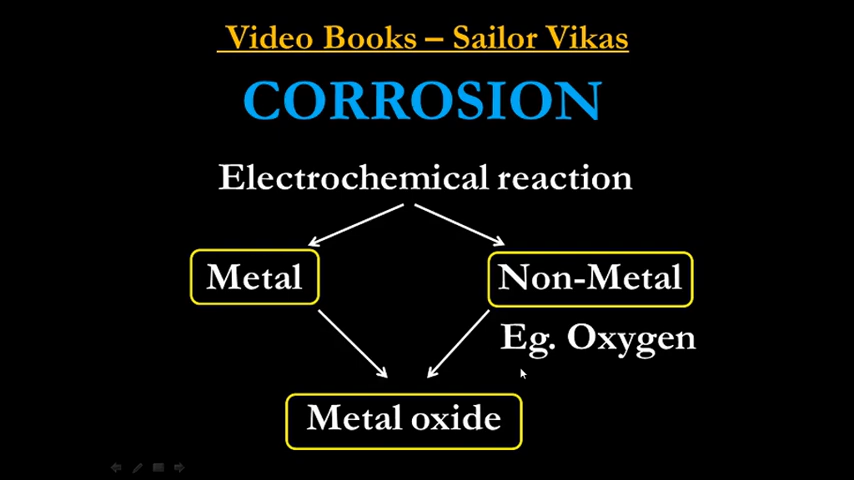 Video Books – Sailor Vikas
CORROSION
Electrochemical reaction
Metal
Non-Metal
Eg. Oxygen
Metal oxide